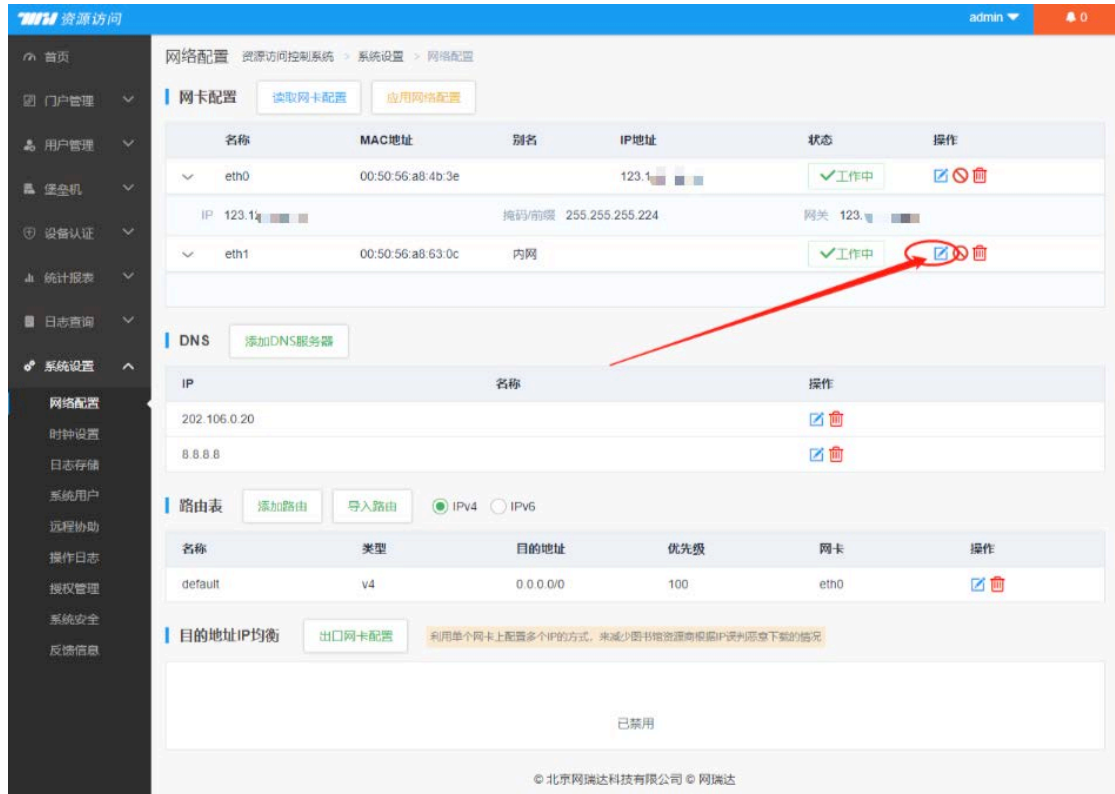 资源访问 admin 0
首页
门户管理
用户管理
堡垒机
设备认证
统计报表
日志查询
系统设置
网络配置
时钟设置
日志存储
系统用户
远程协助
操作日志
授权管理
系统安全
反馈信息
网络配置 资源访问控制系统 > 系统设置 > 网络配置
网卡配置 读取网卡配置 应用网络配置
名称 MAC地址 别名 IP地址 状态 操作
eth0 00:50:56:a8:4b:3e 123.1 工作中
IP 123.12 掩码/前缀 255.255.255.224 网关 123.
eth1 00:50:56:a8:63:0c 内网 工作中
DNS 添加DNS服务器
IP 名称 操作
202.106.0.20
8.8.8.8
路由表 添加路由 导入路由 IPv4 IPv6
名称 类型 目的地址 优先级 网卡 操作
default v4 0.0.0.0/0 100 eth0
目的地址IP均衡 出口网卡配置 利用单个网卡上配置多个IP的方式，来减少图书馆资源商根据IP误判恶意下载的情况
已禁用
© 北京网瑞达科技有限公司 © 网瑞达